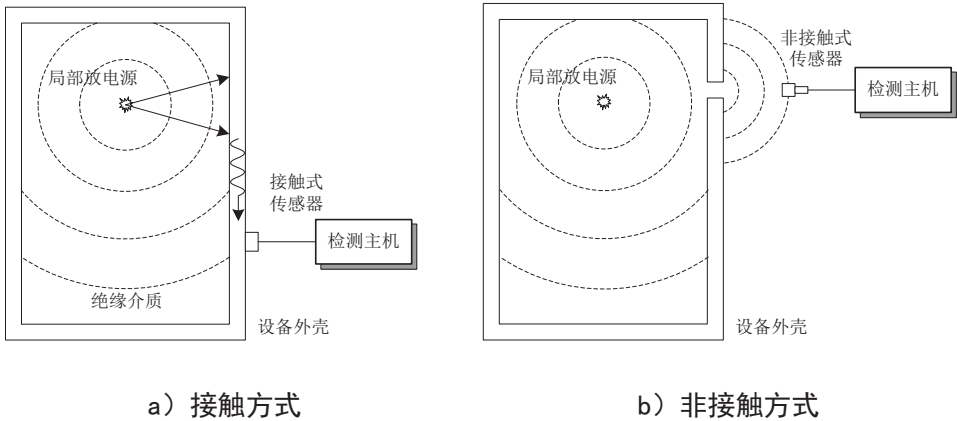 局部放电源
接触式
传感器
检测主机
绝缘介质
设备外壳
a）接触方式
局部放电源
非接触式
传感器
检测主机
设备外壳
b）非接触方式